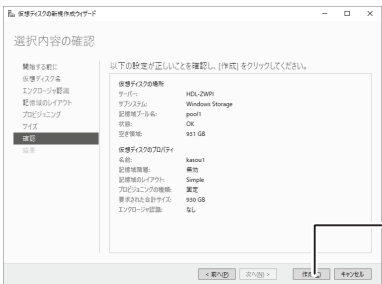 仮想ディスクの新規作成ウィザード
選択内容の確認
以下の設定が正しいことを確認し、[作成] をクリックしてください。
開始する前に
仮想ディスク名
エンクロージャ認識
記憶域のレイアウト
プロビジョニング
サイズ
確認
結果
仮想ディスクの場所
サーバー: HDL-ZWPI
サブシステム: Windows Storage
記憶域プール名: pool1
状態: OK
空き領域: 931 GB
仮想ディスクのプロパティ
名前: kasou1
記憶域階層: 無効
記憶域のレイアウト: Simple
プロビジョニングの種類: 固定
要求された合計サイズ: 930 GB
エンクロージャ認識: なし
< 前へ(P) 次へ(N) > キャンセル